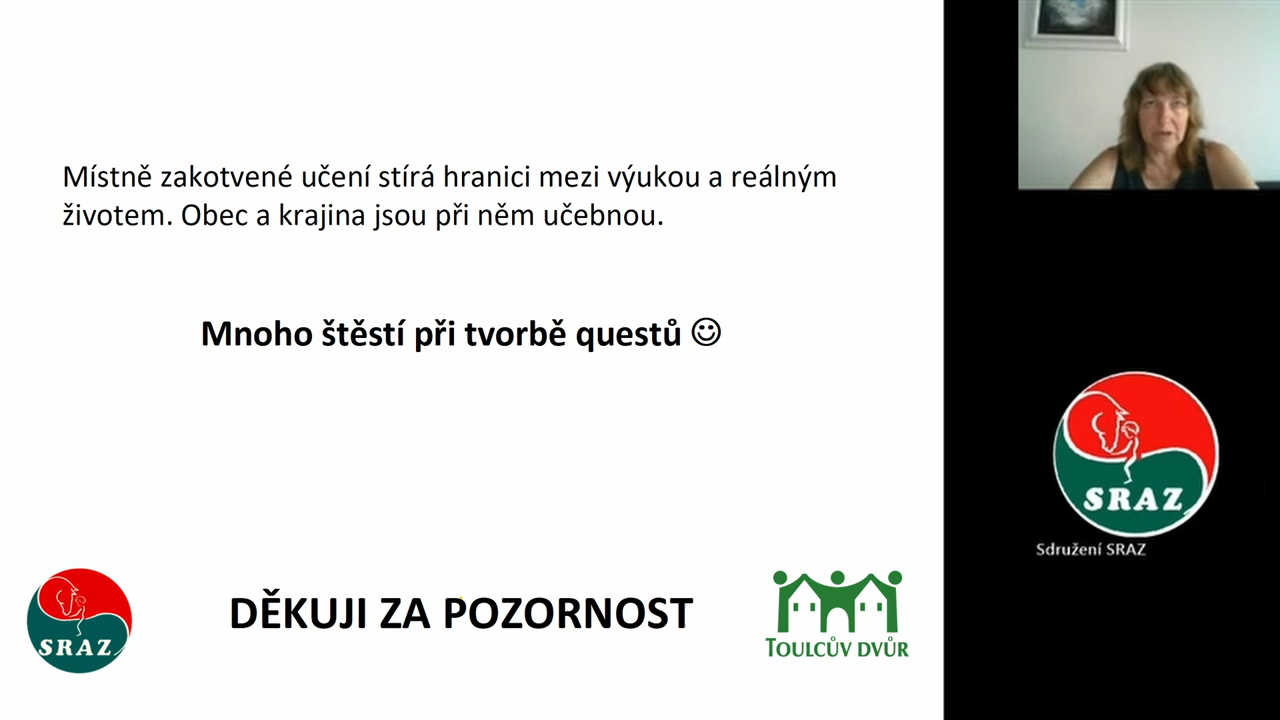 Místně zakotvené učení stírá hranici mezi výukou a reálným
životem. Obec a krajina jsou při něm učebnou.
Mnoho štěstí při tvorbě questů ☺
SRAZ
Sdružení SRAZ
SRAZ
DĚKUJI ZA POZORNOST
TOULCŮV DVŮR